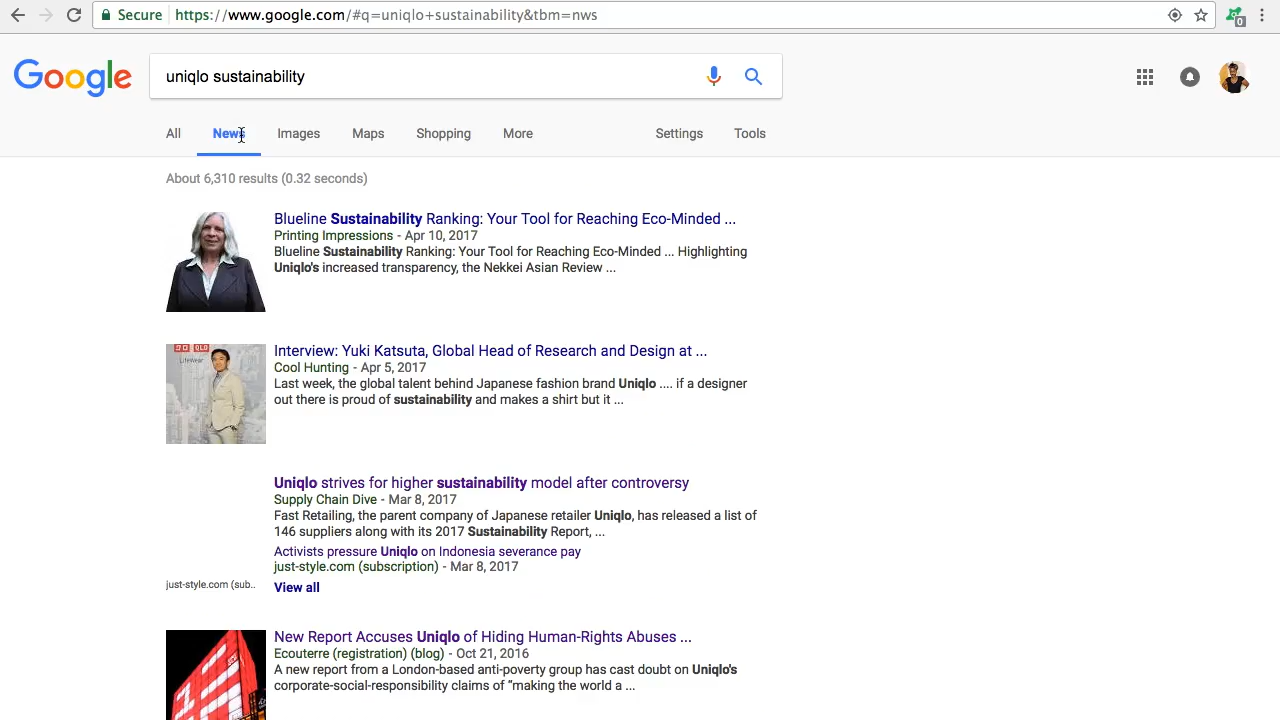 Secure https://www.google.com/#q=uniqlo+sustainability&tbm=nws
0
Google
uniqlo sustainability
All News Images Maps Shopping More Settings Tools
About 6,310 results (0.32 seconds)
Blueline Sustainability Ranking: Your Tool for Reaching Eco-Minded ...
Printing Impressions - Apr 10, 2017
Blueline Sustainability Ranking: Your Tool for Reaching Eco-Minded ... Highlighting
Uniqlo's increased transparency, the Nekkei Asian Review ...
LifeWear
Interview: Yuki Katsuta, Global Head of Research and Design at ...
Cool Hunting - Apr 5, 2017
Last week, the global talent behind Japanese fashion brand Uniqlo .... if a designer
out there is proud of sustainability and makes a shirt but it ...
Uniqlo strives for higher sustainability model after controversy
Supply Chain Dive - Mar 8, 2017
Fast Retailing, the parent company of Japanese retailer Uniqlo, has released a list of
146 suppliers along with its 2017 Sustainability Report, ...
Activists pressure Uniqlo on Indonesia severance pay
just-style.com (subscription) - Mar 8, 2017
just-style.com (sub..
View all
New Report Accuses Uniqlo of Hiding Human-Rights Abuses ...
Ecouterre (registration) (blog) - Oct 21, 2016
A new report from a London-based anti-poverty group has cast doubt on Uniqlo's
corporate-social-responsibility claims of “making the world a ...